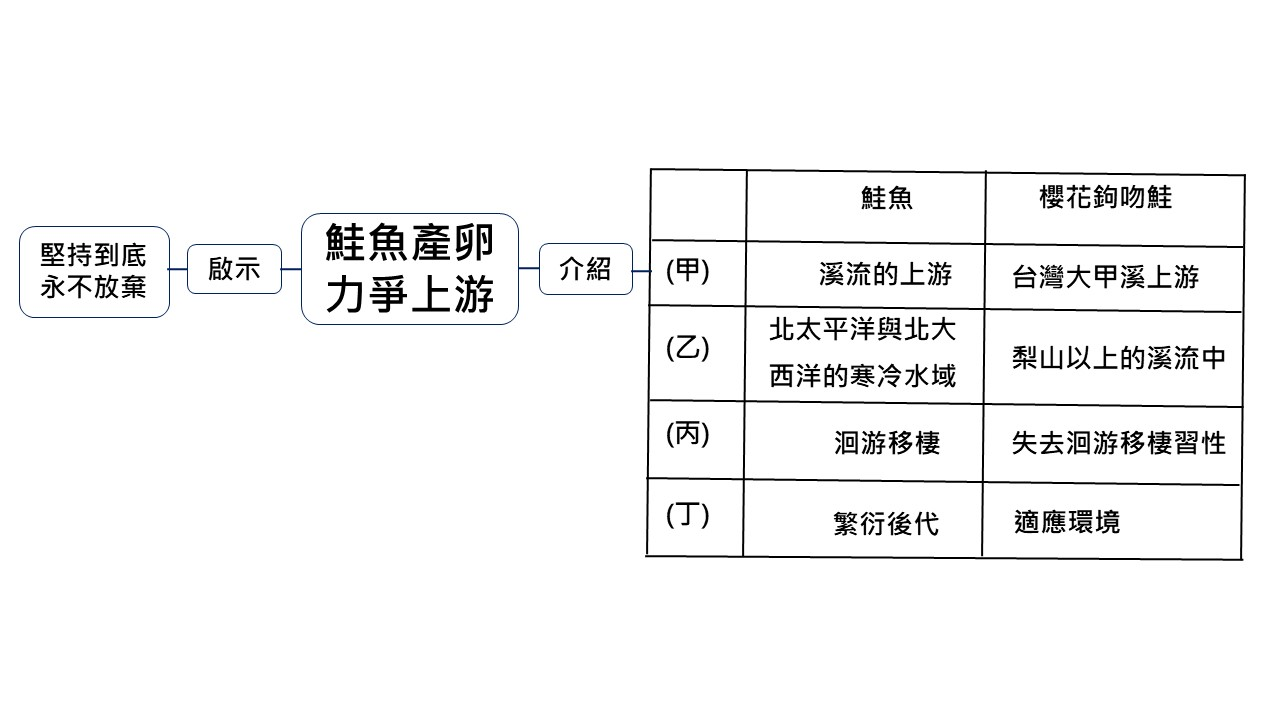 堅持到底
永不放棄
啟示
鮭魚產卵
力爭上游
介紹
鮭魚
櫻花鉤吻鮭
(甲)
溪流的上游
台灣大甲溪上游
(乙)
北太平洋與北大
西洋的寒冷水域
梨山以上的溪流中
(丙)
洄游移棲
失去洄游移棲習性
(丁)
繁衍後代
適應環境